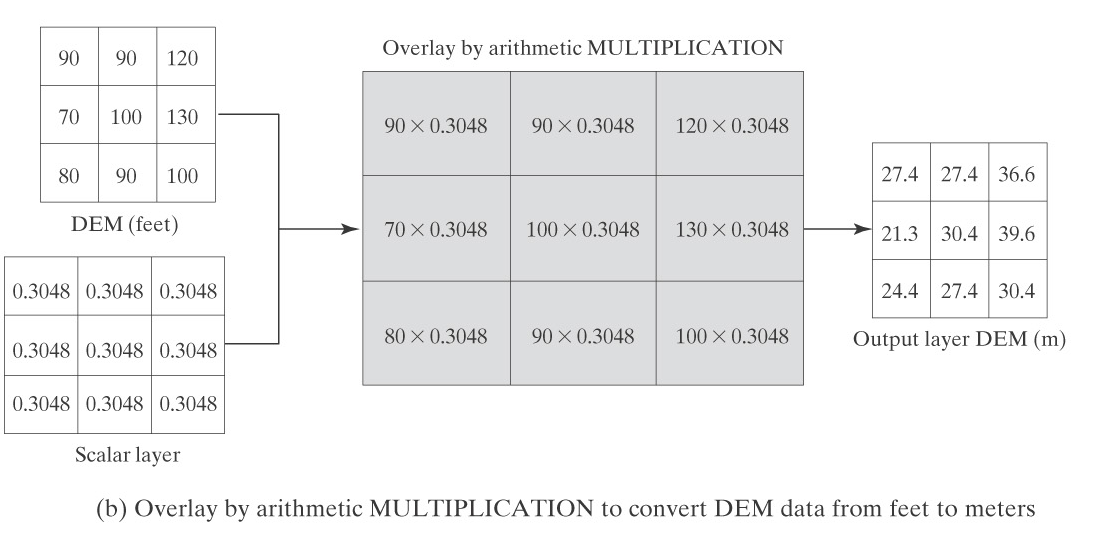 90 90 120
70 100 130
80 90 100
DEM (feet)
0.3048 0.3048 0.3048
0.3048 0.3048 0.3048
0.3048 0.3048 0.3048
Scalar layer
Overlay by arithmetic MULTIPLICATION
90 × 0.3048 90 × 0.3048 120 × 0.3048
70 × 0.3048 100 × 0.3048 130 × 0.3048
80 × 0.3048 90 × 0.3048 100 × 0.3048
27.4 27.4 36.6
21.3 30.4 39.6
24.4 27.4 30.4
Output layer DEM (m)
(b) Overlay by arithmetic MULTIPLICATION to convert DEM data from feet to meters